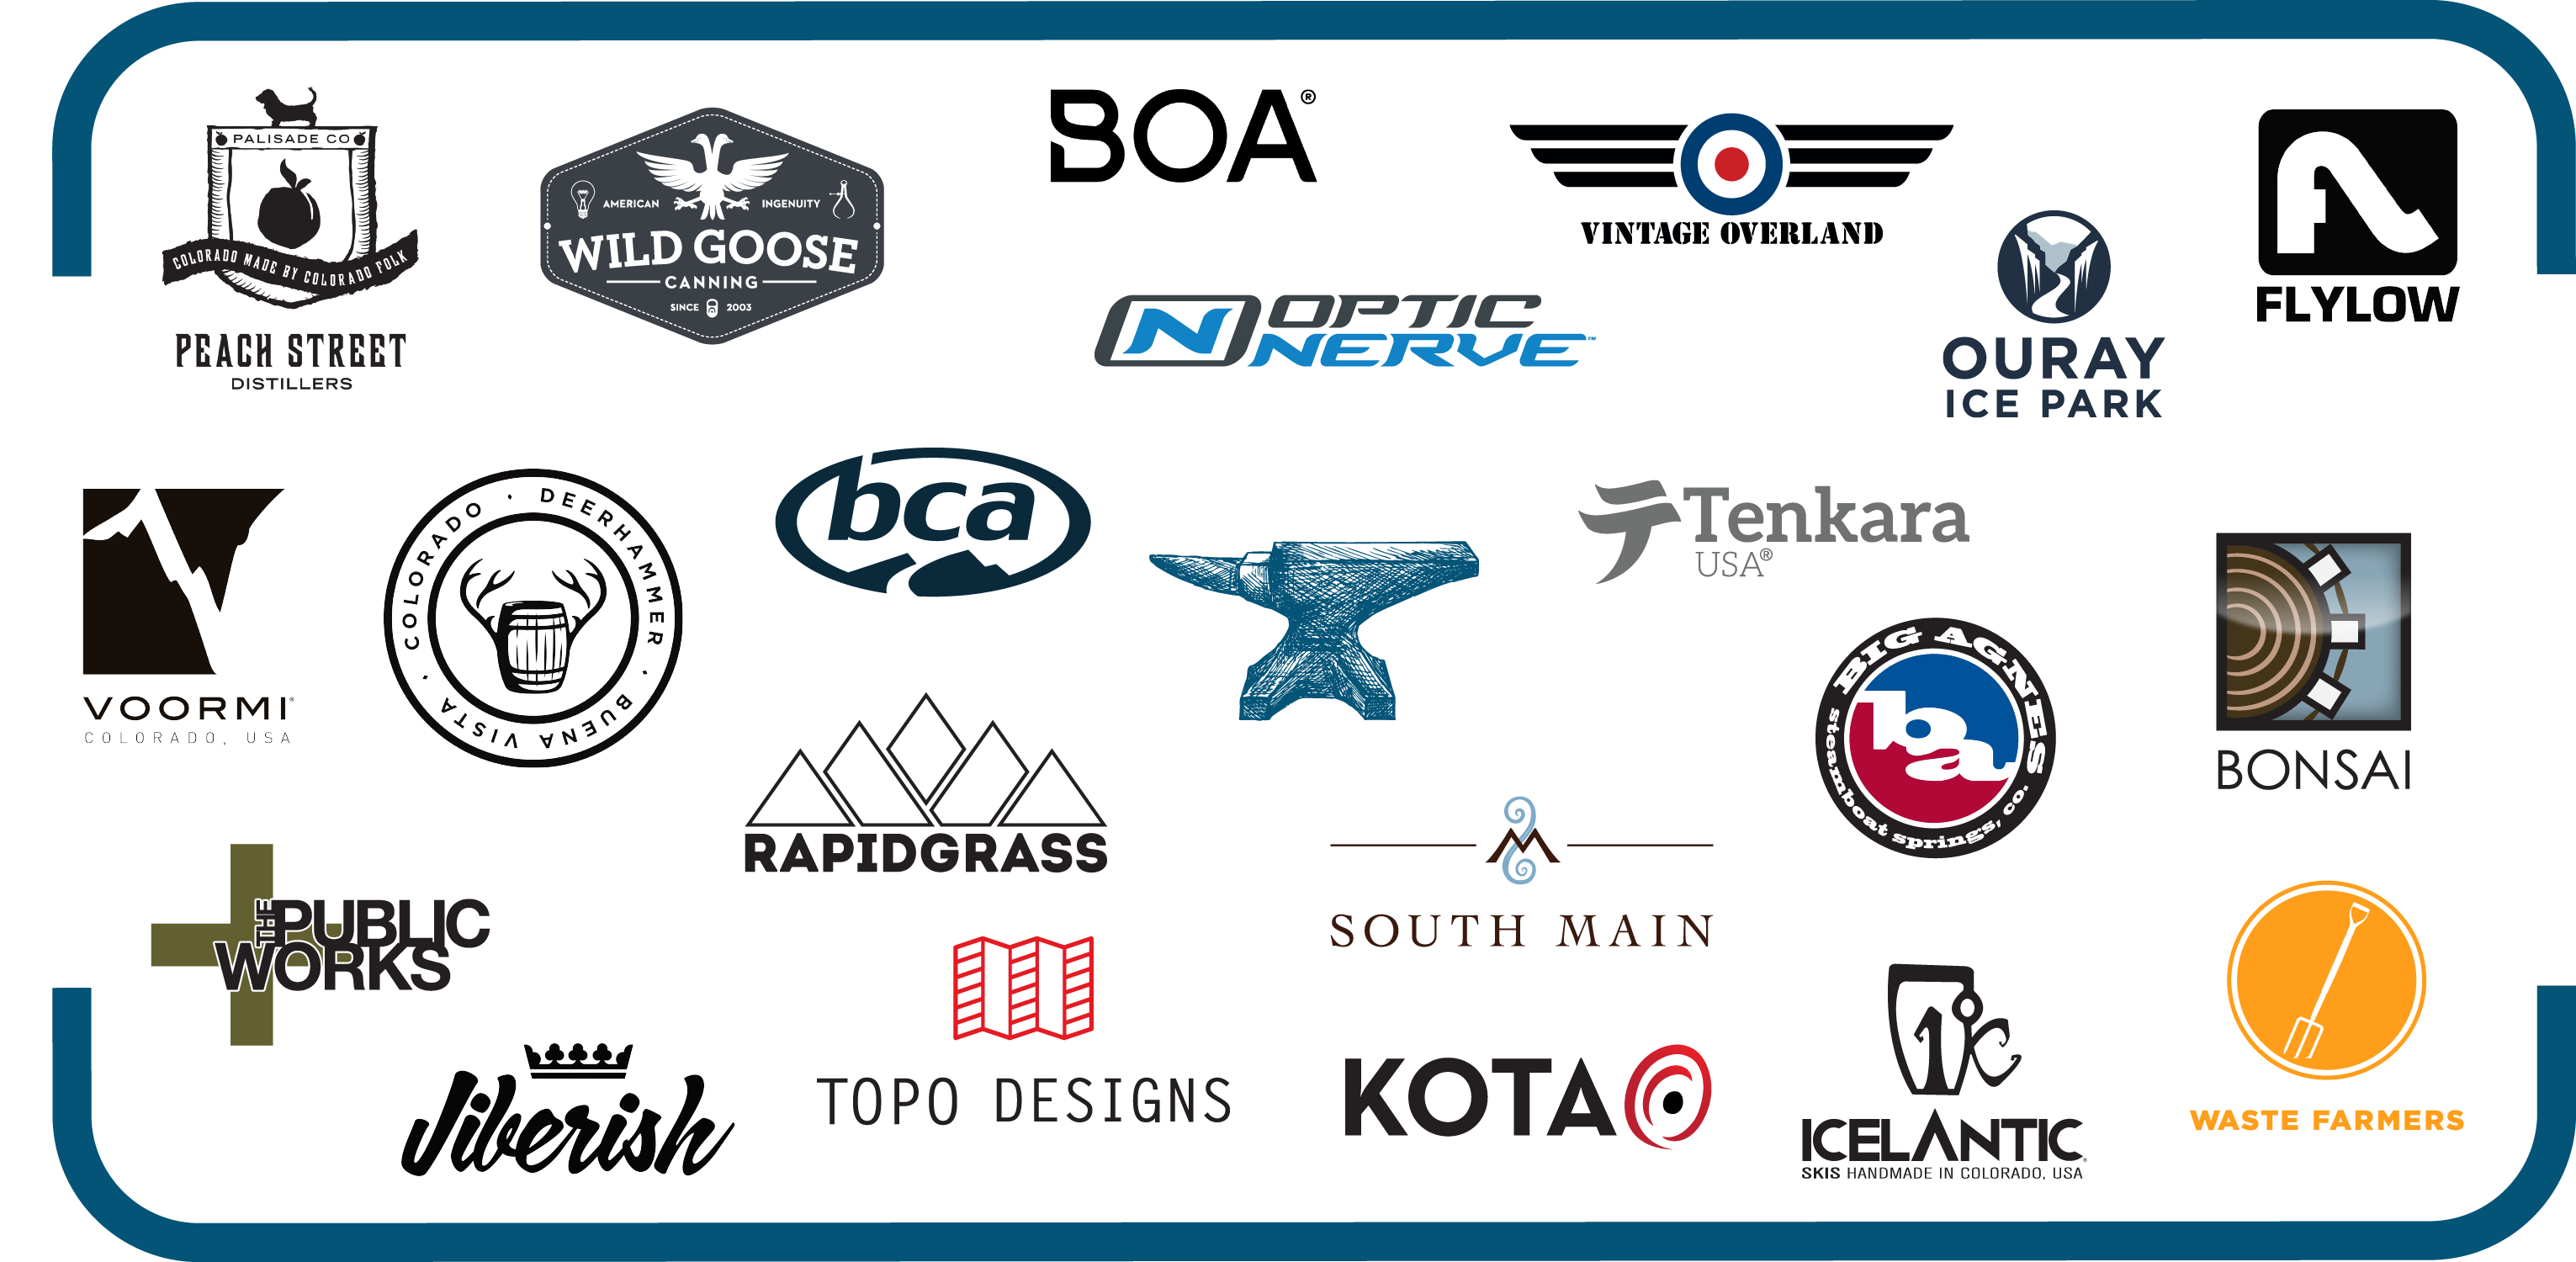 PALISADE CO
COLORADO MADE BY COLORADO FOLK
PEACH STREET
DISTILLERS
AMERICAN INGENUITY
WILD GOOSE
CANNING
SINCE 2003
BOA®
VINTAGE OVERLAND
N OPTIC
NERVE™
OURAY
ICE PARK
FLYLOW
VOORMI®
COLORADO, USA
COLORADO · DEERHAMMER · BUENA VISTA ·
bca
Tenkara
USA®
BIG AGNES
ba
steamboat springs, co.
BONSAI
RAPIDGRASS
THE PUBLIC
WORKS
SOUTH MAIN
Jiberish
TOPO DESIGNS
KOTA
1°c
ICELANTIC®
SKIS HANDMADE IN COLORADO, USA
WASTE FARMERS